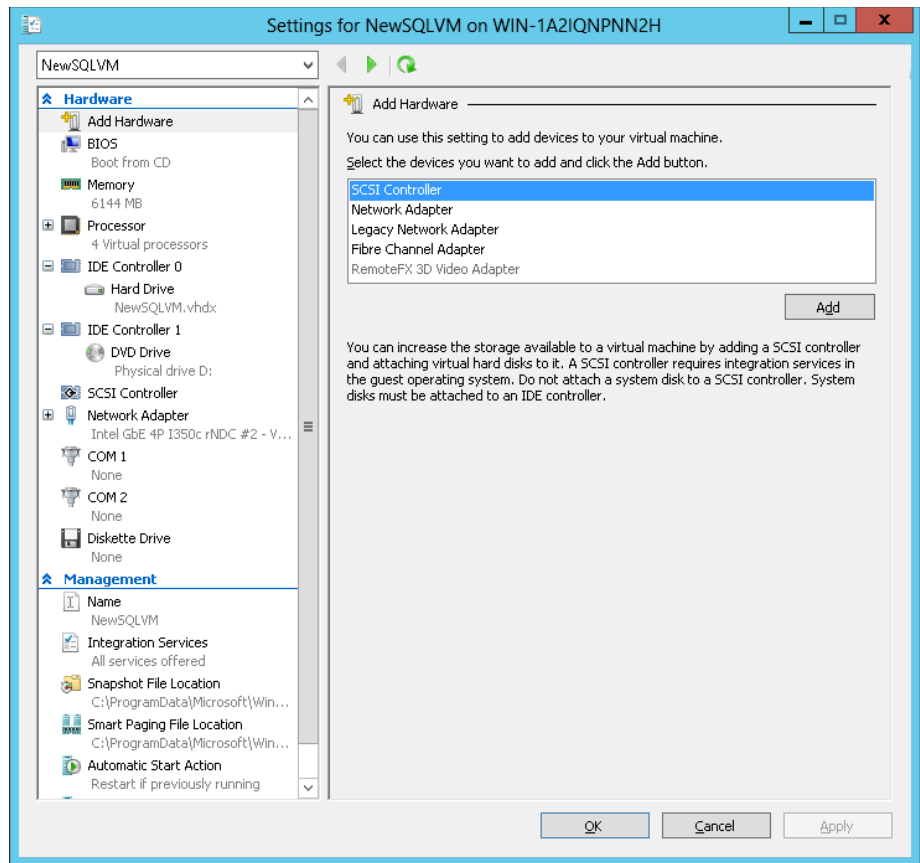 Settings for NewSQLVM on WIN-1A2IQNPNN2H
NewSQLVM
Hardware
Add Hardware
BIOS
Boot from CD
Memory
6144 MB
Processor
4 Virtual processors
IDE Controller 0
Hard Drive
NewSQLVM.vhdx
IDE Controller 1
DVD Drive
Physical drive D:
SCSI Controller
Network Adapter
Intel GbE 4P I350c rNDC #2 - V...
COM 1
None
COM 2
None
Diskette Drive
None
Management
Name
NewSQLVM
Integration Services
All services offered
Snapshot File Location
C:\ProgramData\Microsoft\Win...
Smart Paging File Location
C:\ProgramData\Microsoft\Win...
Automatic Start Action
Restart if previously running
Add Hardware
You can use this setting to add devices to your virtual machine.
Select the devices you want to add and click the Add button.
SCSI Controller
Network Adapter
Legacy Network Adapter
Fibre Channel Adapter
RemoteFX 3D Video Adapter
Add
You can increase the storage available to a virtual machine by adding a SCSI controller
and attaching virtual hard disks to it. A SCSI controller requires integration services in
the guest operating system. Do not attach a system disk to a SCSI controller. System
disks must be attached to an IDE controller.
OK
Cancel
Apply